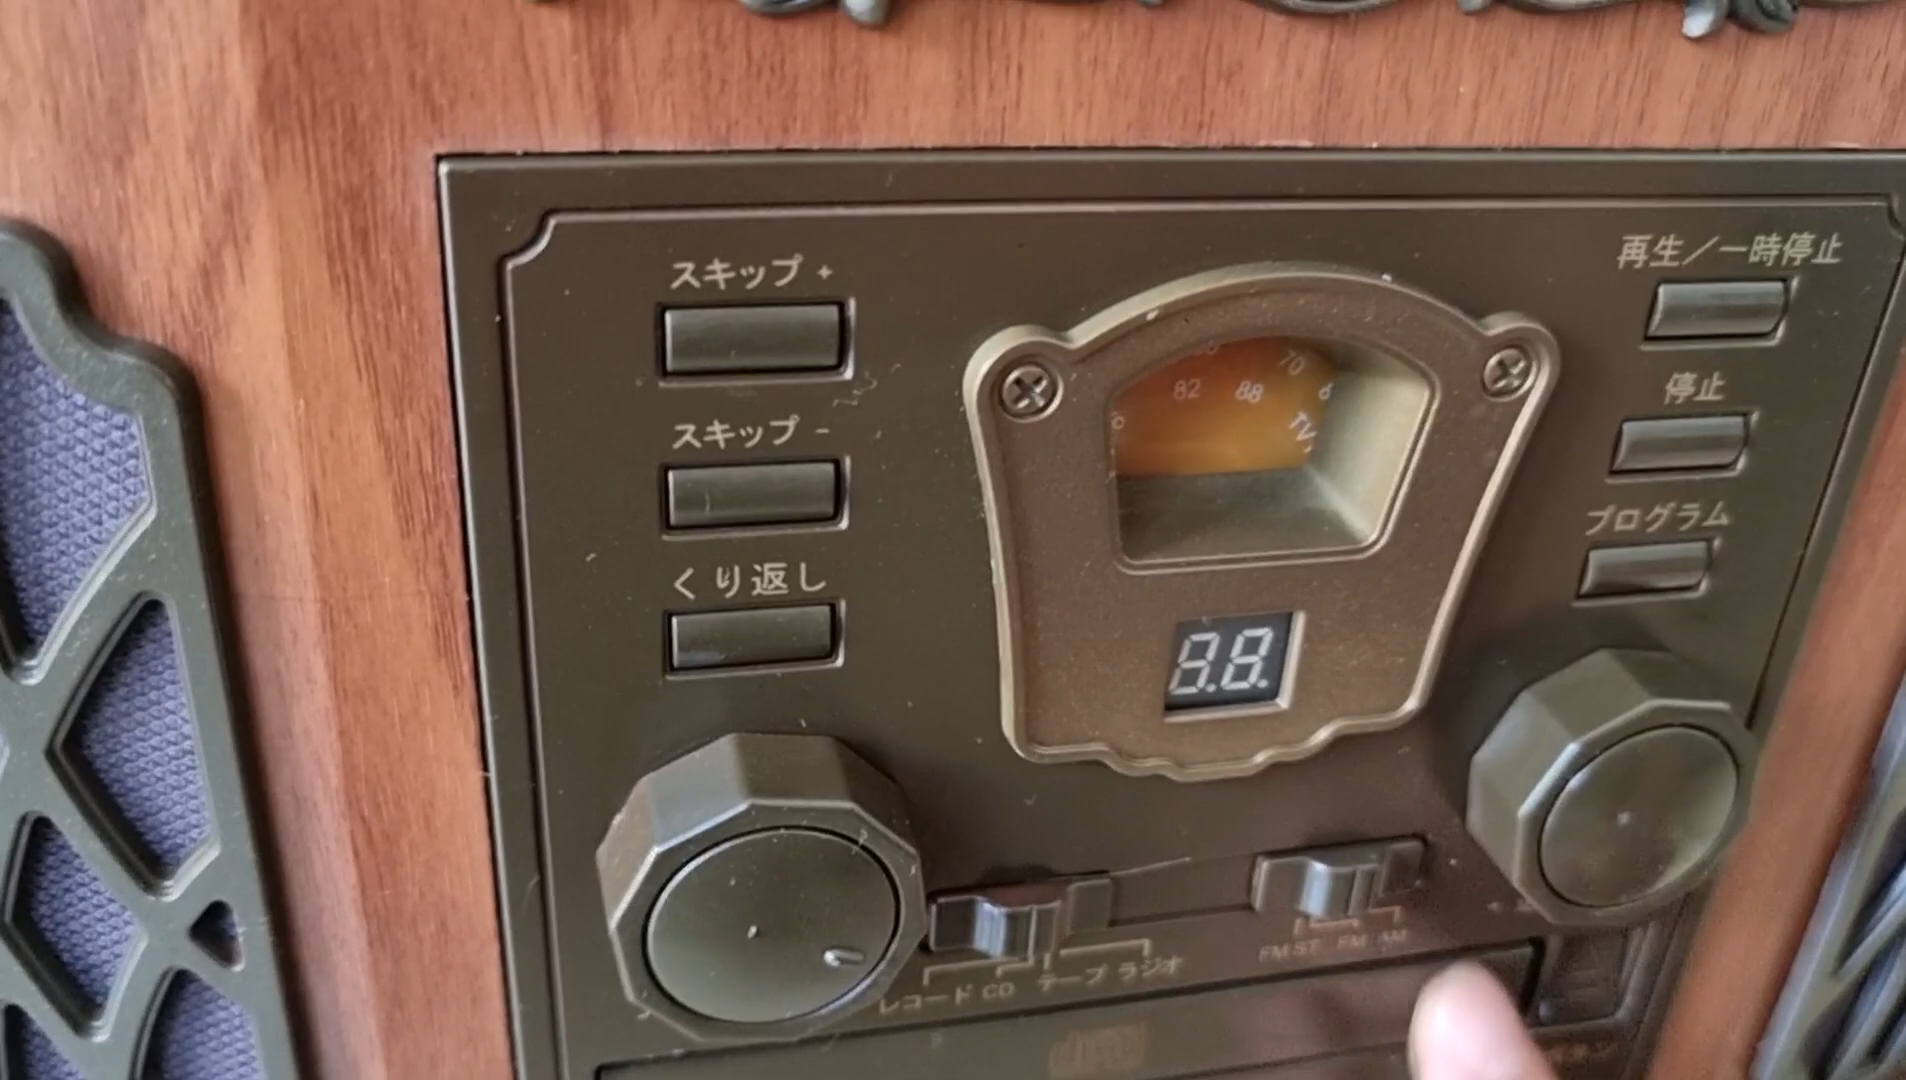 スキップ +
再生／一時停止
70
82 88
停止
TV
スキップ -
プログラム
くり返し
8.8.
FM ST FM AM
レコード CD テープ ラジオ